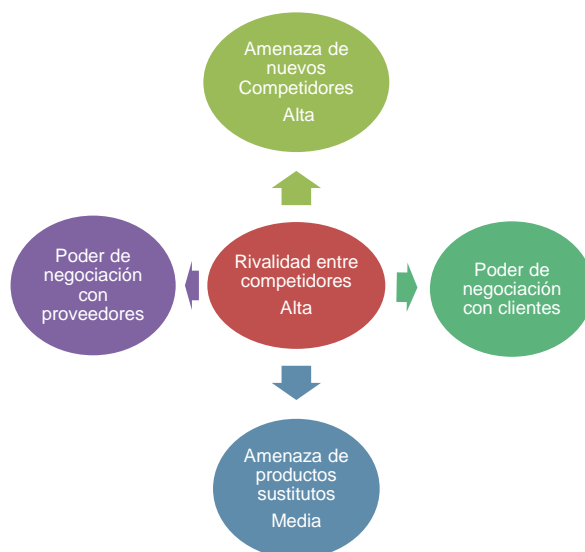 Amenaza de
nuevos
Competidores
Alta
Poder de
negociación
con
proveedores
Rivalidad entre
competidores
Alta
Poder de
negociación
con clientes
Amenaza de
productos
sustitutos
Media